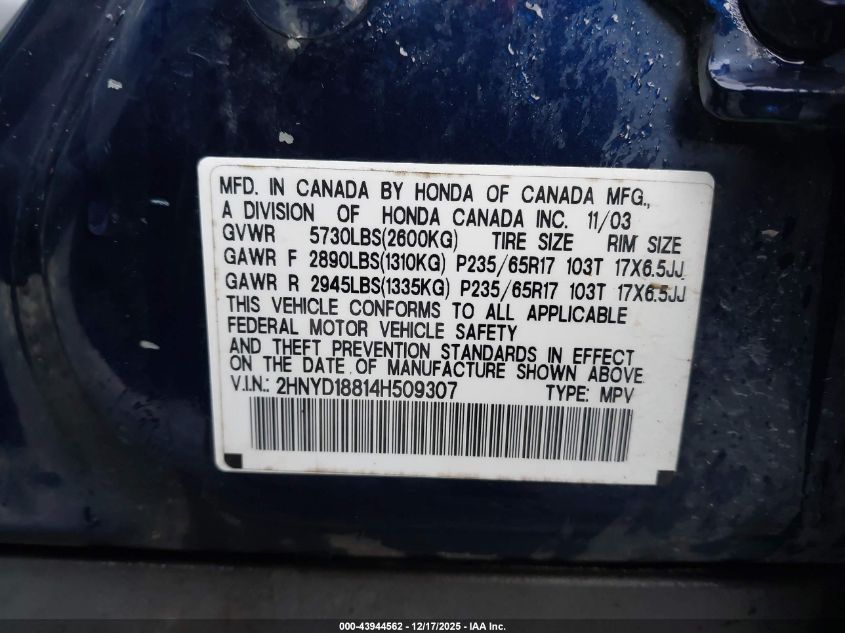 MFD. IN CANADA BY HONDA OF CANADA MFG.,
A DIVISION OF HONDA CANADA INC. 11/03
GVWR 5730LBS(2600KG) TIRE SIZE RIM SIZE
GAWR F 2890LBS(1310KG) P235/65R17 103T 17X6.5JJ
GAWR R 2945LBS(1335KG) P235/65R17 103T 17X6.5JJ
THIS VEHICLE CONFORMS TO ALL APPLICABLE
FEDERAL MOTOR VEHICLE SAFETY
AND THEFT PREVENTION STANDARDS IN EFFECT
ON THE DATE OF MANUFACTURE SHOWN ABOVE.
V.I.N.: 2HNYD18814H509307 TYPE: MPV
000-43944562 - 12/17/2025 - IAA Inc.